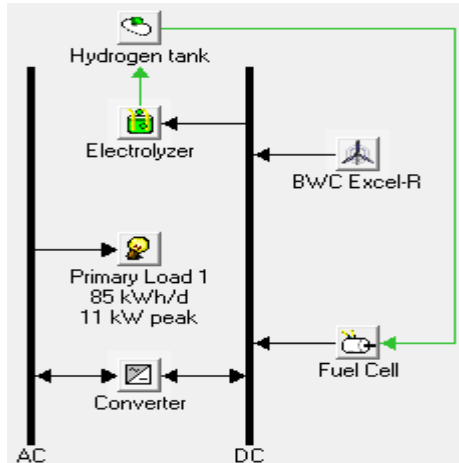 Hydrogen tank
Electrolyzer
BWC Excel-R
Primary Load 1
85 kWh/d
11 kW peak
Fuel Cell
Converter
AC
DC